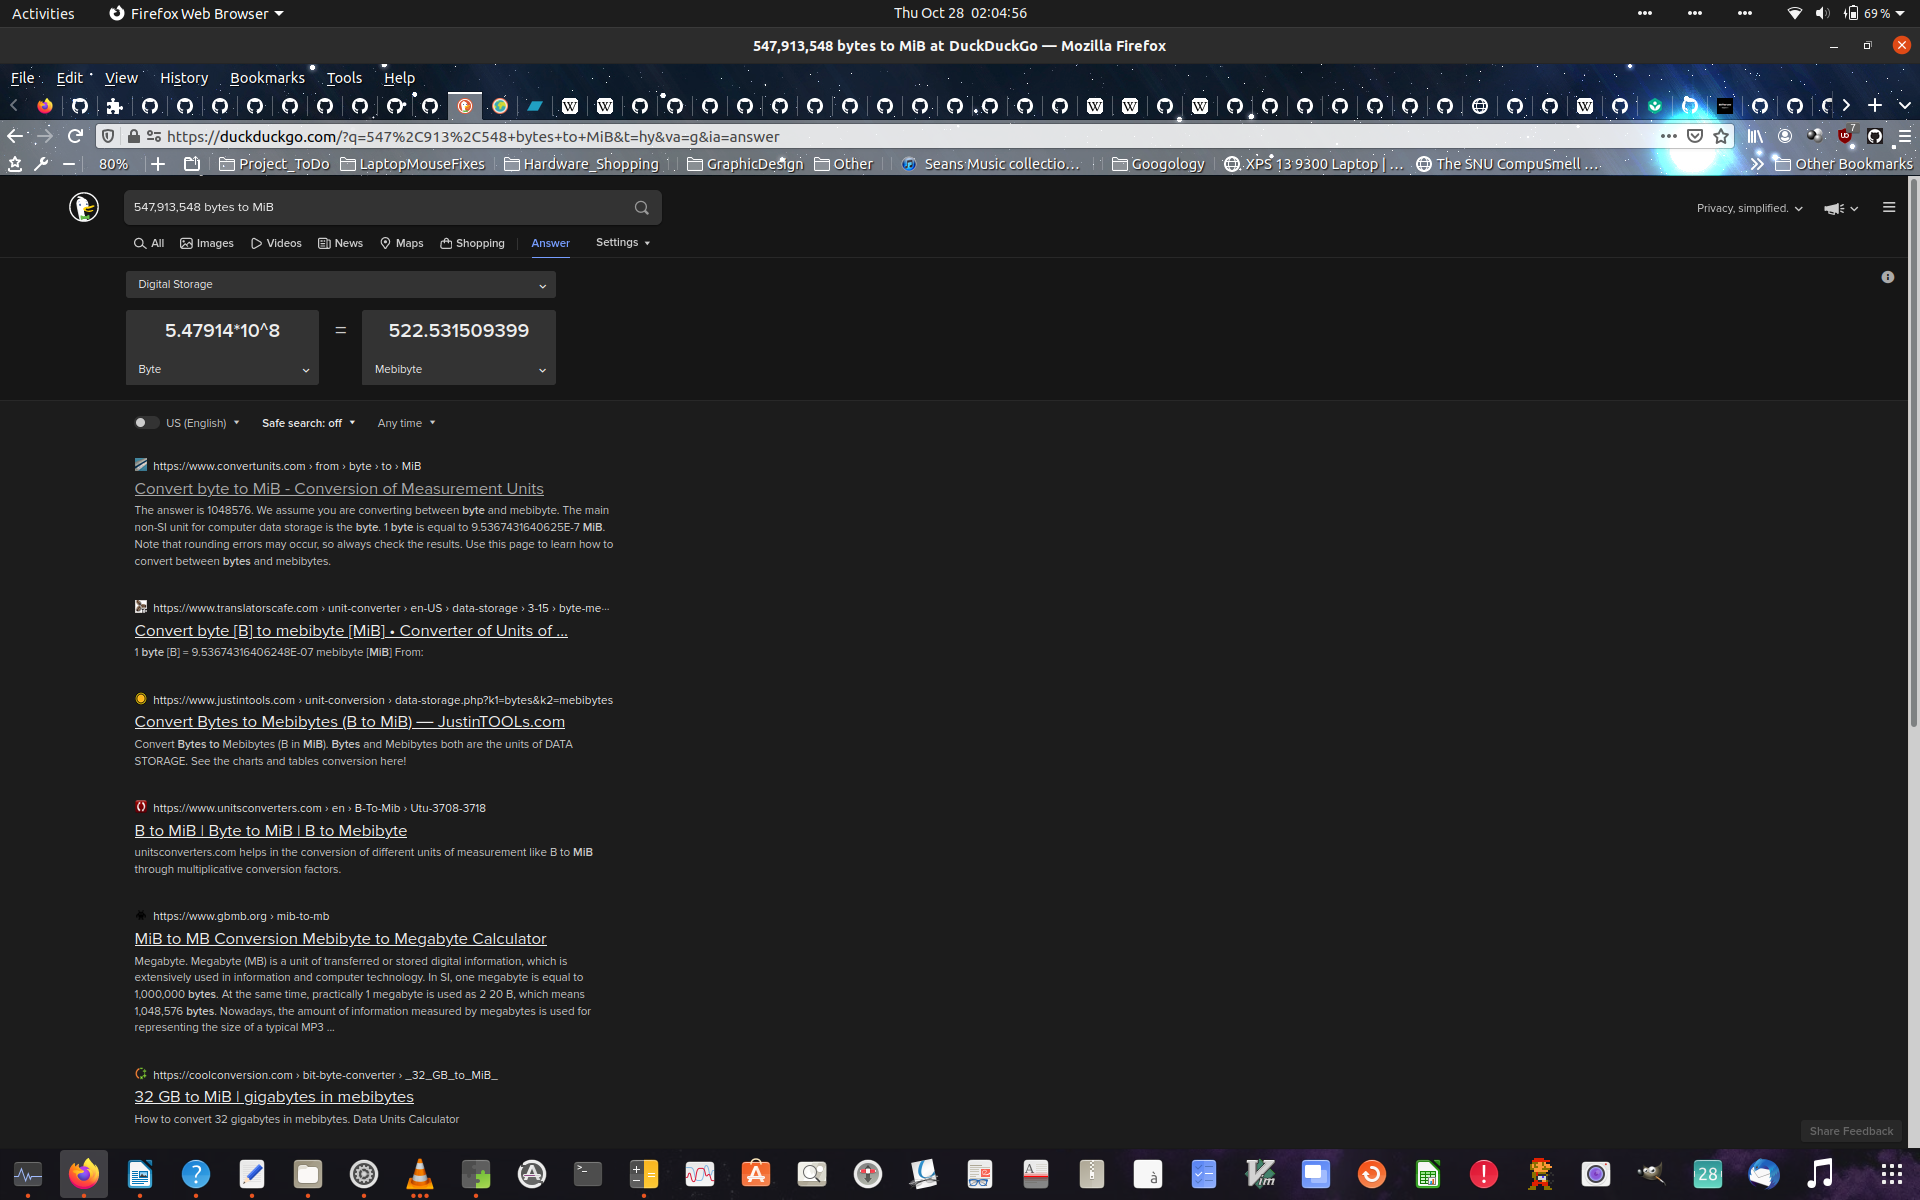 Activities
Firefox Web Browser
Thu Oct 28 02:04:56
69 %
547,913,548 bytes to MiB at DuckDuckGo — Mozilla Firefox
File Edit View History Bookmarks Tools Help
https://duckduckgo.com/?q=547%2C913%2C548+bytes+to+MiB&t=hy&va=g&ia=answer
7
80%
Project_ToDo
LaptopMouseFixes
Hardware_Shopping
GraphicDesign
Other
Seans Music collectio…
Googology
XPS 13 9300 Laptop | …
The SNU CompuSmell …
Other Bookmarks
547,913,548 bytes to MiB
Privacy, simplified.
All Images Videos News Maps Shopping Answer Settings
Digital Storage
5.47914*10^8 = 522.531509399
Byte Mebibyte
US (English) Safe search: off Any time
https://www.convertunits.com › from › byte › to › MiB
Convert byte to MiB - Conversion of Measurement Units
The answer is 1048576. We assume you are converting between byte and mebibyte. The main
non-SI unit for computer data storage is the byte. 1 byte is equal to 9.5367431640625E-7 MiB.
Note that rounding errors may occur, so always check the results. Use this page to learn how to
convert between bytes and mebibytes.
https://www.translatorscafe.com › unit-converter › en-US › data-storage › 3-15 › byte-me···
Convert byte [B] to mebibyte [MiB] • Converter of Units of ...
1 byte [B] = 9.53674316406248E-07 mebibyte [MiB] From:
https://www.justintools.com › unit-conversion › data-storage.php?k1=bytes&k2=mebibytes
Convert Bytes to Mebibytes (B to MiB) — JustinTOOLs.com
Convert Bytes to Mebibytes (B in MiB). Bytes and Mebibytes both are the units of DATA
STORAGE. See the charts and tables conversion here!
https://www.unitsconverters.com › en › B-To-Mib › Utu-3708-3718
B to MiB | Byte to MiB | B to Mebibyte
unitsconverters.com helps in the conversion of different units of measurement like B to MiB
through multiplicative conversion factors.
https://www.gbmb.org › mib-to-mb
MiB to MB Conversion Mebibyte to Megabyte Calculator
Megabyte. Megabyte (MB) is a unit of transferred or stored digital information, which is
extensively used in information and computer technology. In SI, one megabyte is equal to
1,000,000 bytes. At the same time, practically 1 megabyte is used as 2 20 B, which means
1,048,576 bytes. Nowadays, the amount of information measured by megabytes is used for
representing the size of a typical MP3 ...
https://coolconversion.com › bit-byte-converter › _32_GB_to_MiB_
32 GB to MiB | gigabytes in mebibytes
How to convert 32 gigabytes in mebibytes. Data Units Calculator
Share Feedback
28